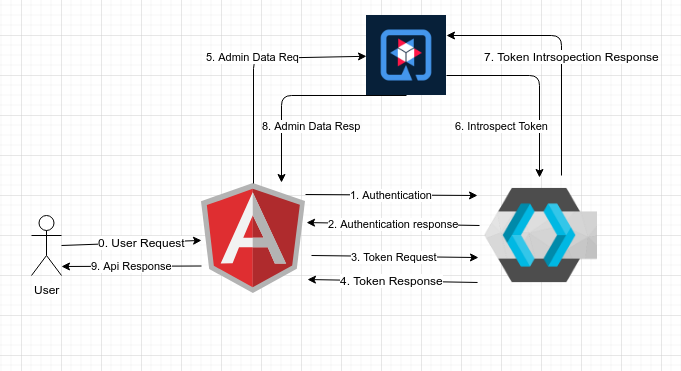 5. Admin Data Req
7. Token Intrsopection Response
8. Admin Data Resp
6. Introspect Token
1. Authentication
2. Authentication response
0. User Request
3. Token Request
9. Api Response
4. Token Response
User